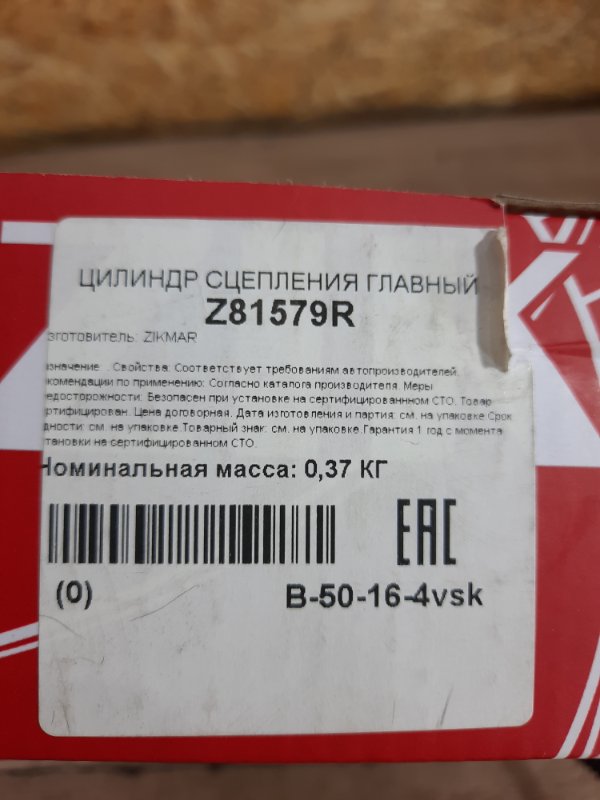 ЦИЛИНДР СЦЕПЛЕНИЯ ГЛАВНЫЙ
Z81579R
зготовитель: ZIKMAR
значение: . Свойства: Соответствует требованиям автопроизводителей.
комендации по применению: Согласно каталога производителя. Меры
едосторожности: Безопасен при установке на сертифицированнном СТО. Товар
ртифицирован. Цена договорная. Дата изготовления и партия: см. на упаковке.Срок
дности: см. на упаковке.Товарный знак: см. на упаковке.Гарантия 1 год с момента
тановки на сертифицированном СТО.
Номинальная масса: 0,37 КГ
EAC
(0)
B-50-16-4vsk